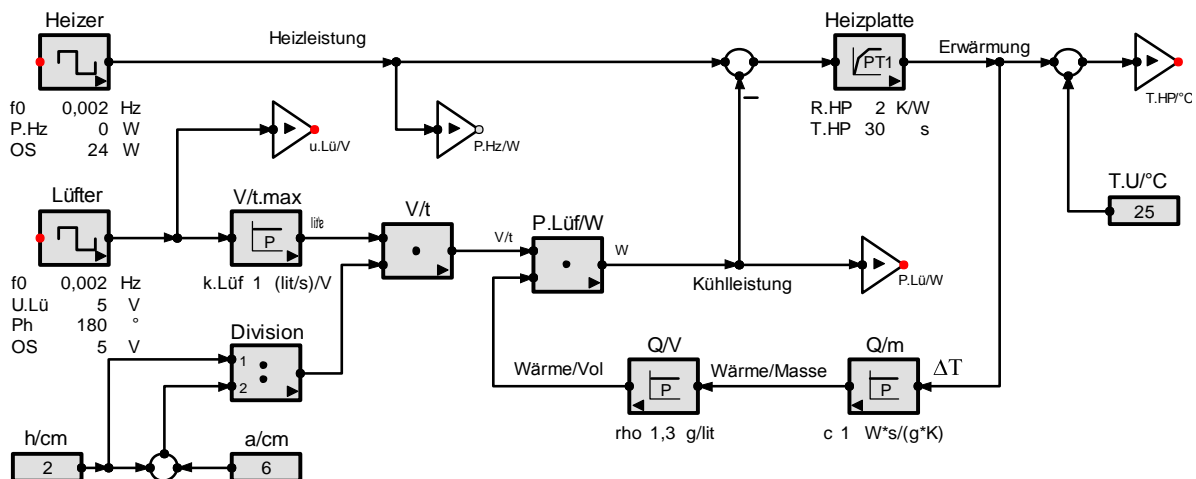 Heizer
Heizleistung
Heizplatte
Erwärmung
PT1
T.HP/°C
f0 0,002 Hz
P.Hz 0 W
OS 24 W
u.Lü/V
P.Hz/W
R.HP 2 K/W
T.HP 30 s
T.U/°C
25
Lüfter
V/t.max
V/t
P.Lüf/W
P
V/t
W
k.Lüf 1 (lit/s)/V
Kühlleistung
P.Lü/W
f0 0,002 Hz
U.Lü 5 V
Ph 180 °
OS 5 V
Division
1
2
Q/V
Q/m
Wärme/Vol
Wärme/Masse
ΔT
P
P
rho 1,3 g/lit
c 1 W*s/(g*K)
h/cm
2
a/cm
6